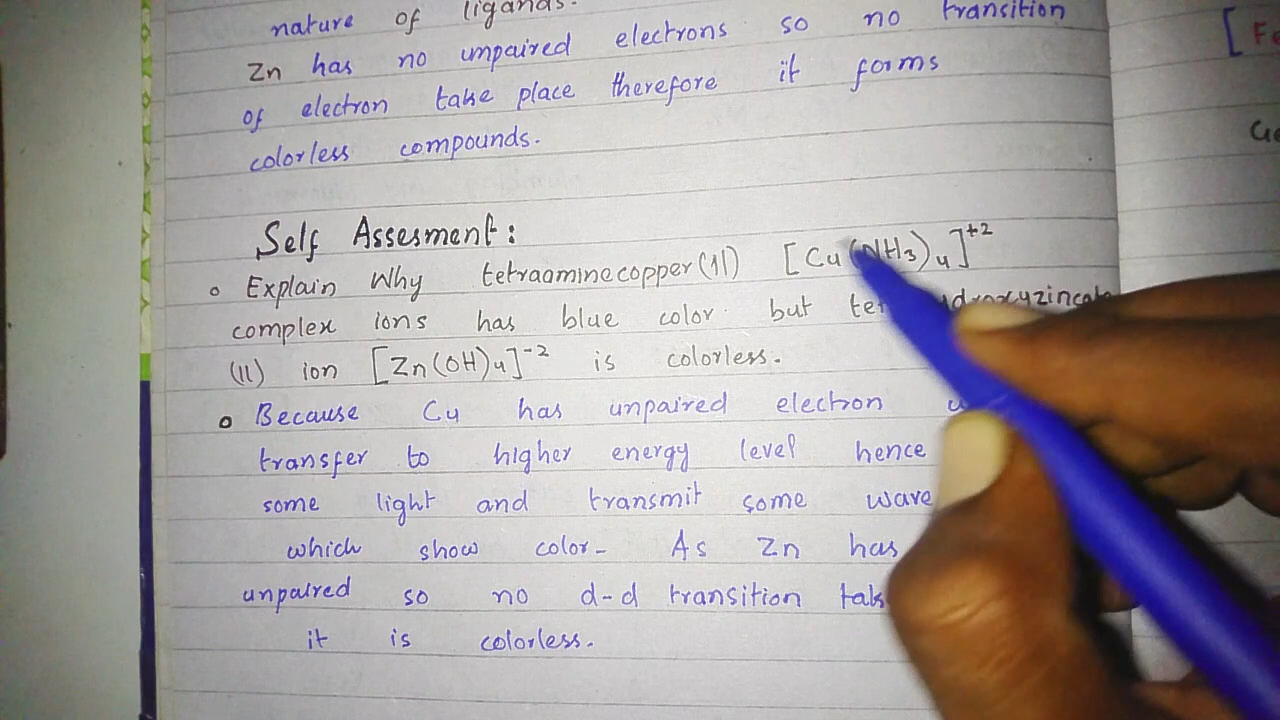 nature of ligands.
Zn has no unpaired electrons so no transition
of electron take place therefore it forms
colorless compounds.
Self Assesment:
Explain Why tetraamine copper (II) [Cu(NH3)4]+2
complex ions has blue color. but
(II) ion [Zn(OH)4]-2 is colorless.
Because Cu has unpaired electron
transfer to higher energy level hence
some light and transmit some wave
which show color- As Zn has
unpaired so no d-d transition
it is colorless.
[